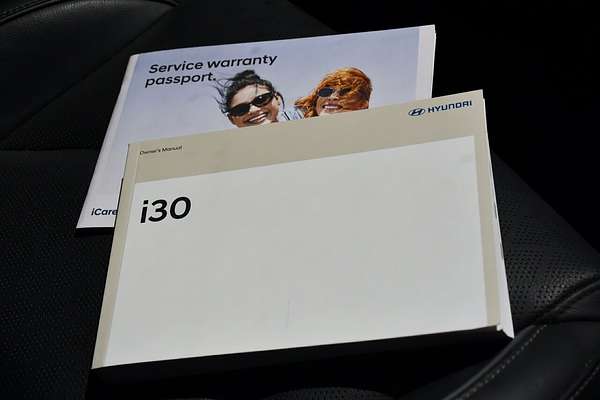 Service warranty
passport.
HYUNDAI
Owner's Manual
i30
iCare